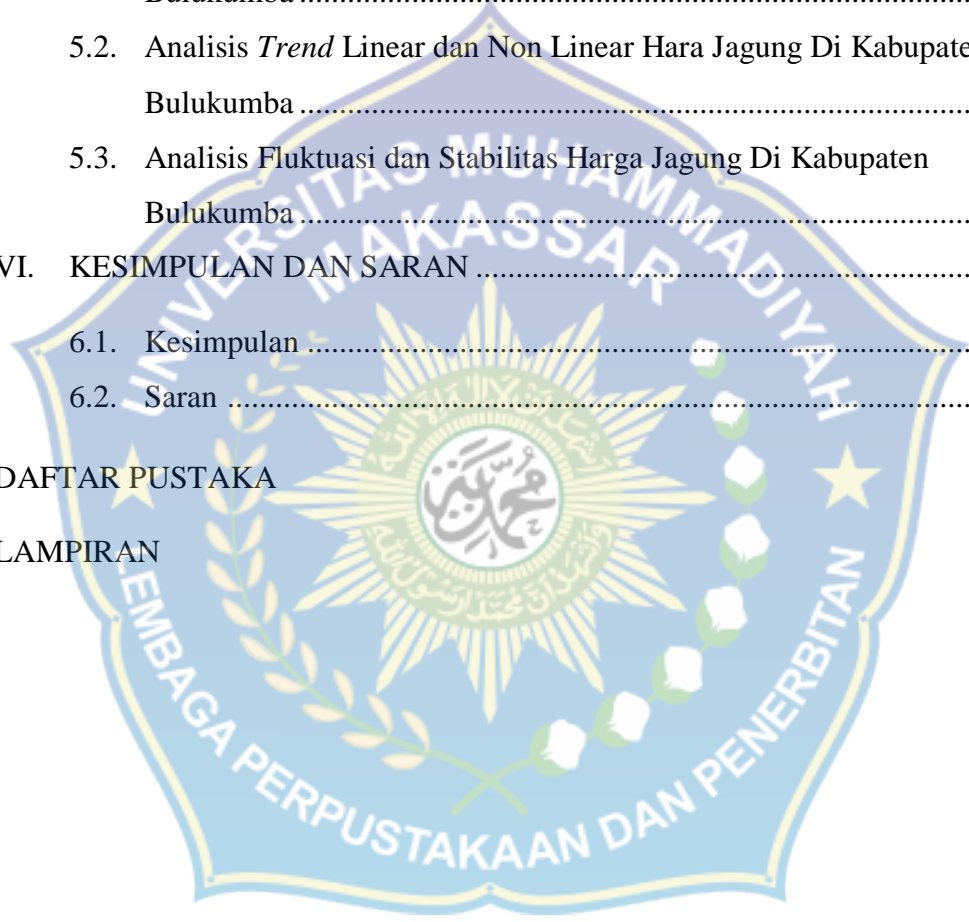 Bulukumba ........................................................................................
5.2. Analisis Trend Linear dan Non Linear Hara Jagung Di Kabupate
Bulukumba ........................................................................................
5.3. Analisis Fluktuasi dan Stabilitas Harga Jagung Di Kabupaten
Bulukumba ........................................................................................
VI. KESIMPULAN DAN SARAN ................................................................
6.1. Kesimpulan ........................................................................................
6.2. Saran ................................................................................................
DAFTAR PUSTAKA
LAMPIRAN
UNIVERSITAS MUHAMMADIYAH
MAKASSAR
LEMBAGA PERPUSTAKAAN DAN PENERBITAN